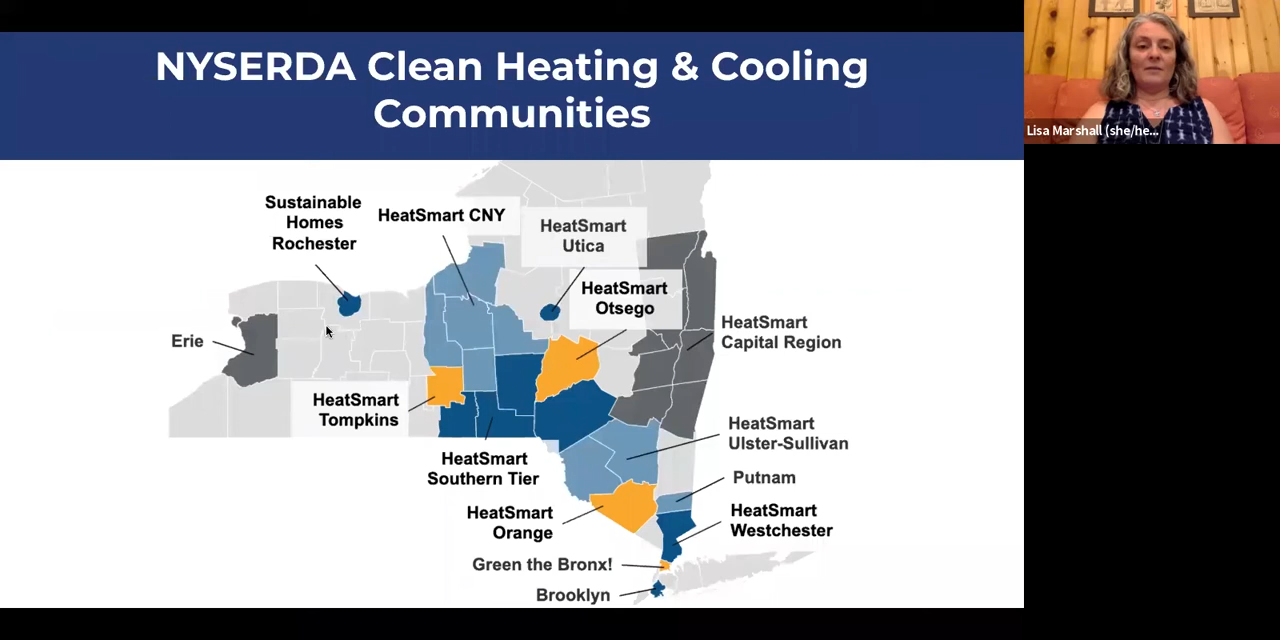 NYSERDA Clean Heating & Cooling
Communities
Lisa Marshall (she/he...
Sustainable
Homes
Rochester
HeatSmart CNY
HeatSmart
Utica
HeatSmart
Otsego
Erie
HeatSmart
Capital Region
HeatSmart
Tompkins
HeatSmart
Ulster-Sullivan
HeatSmart
Southern Tier
Putnam
HeatSmart
Orange
HeatSmart
Westchester
Green the Bronx!
Brooklyn